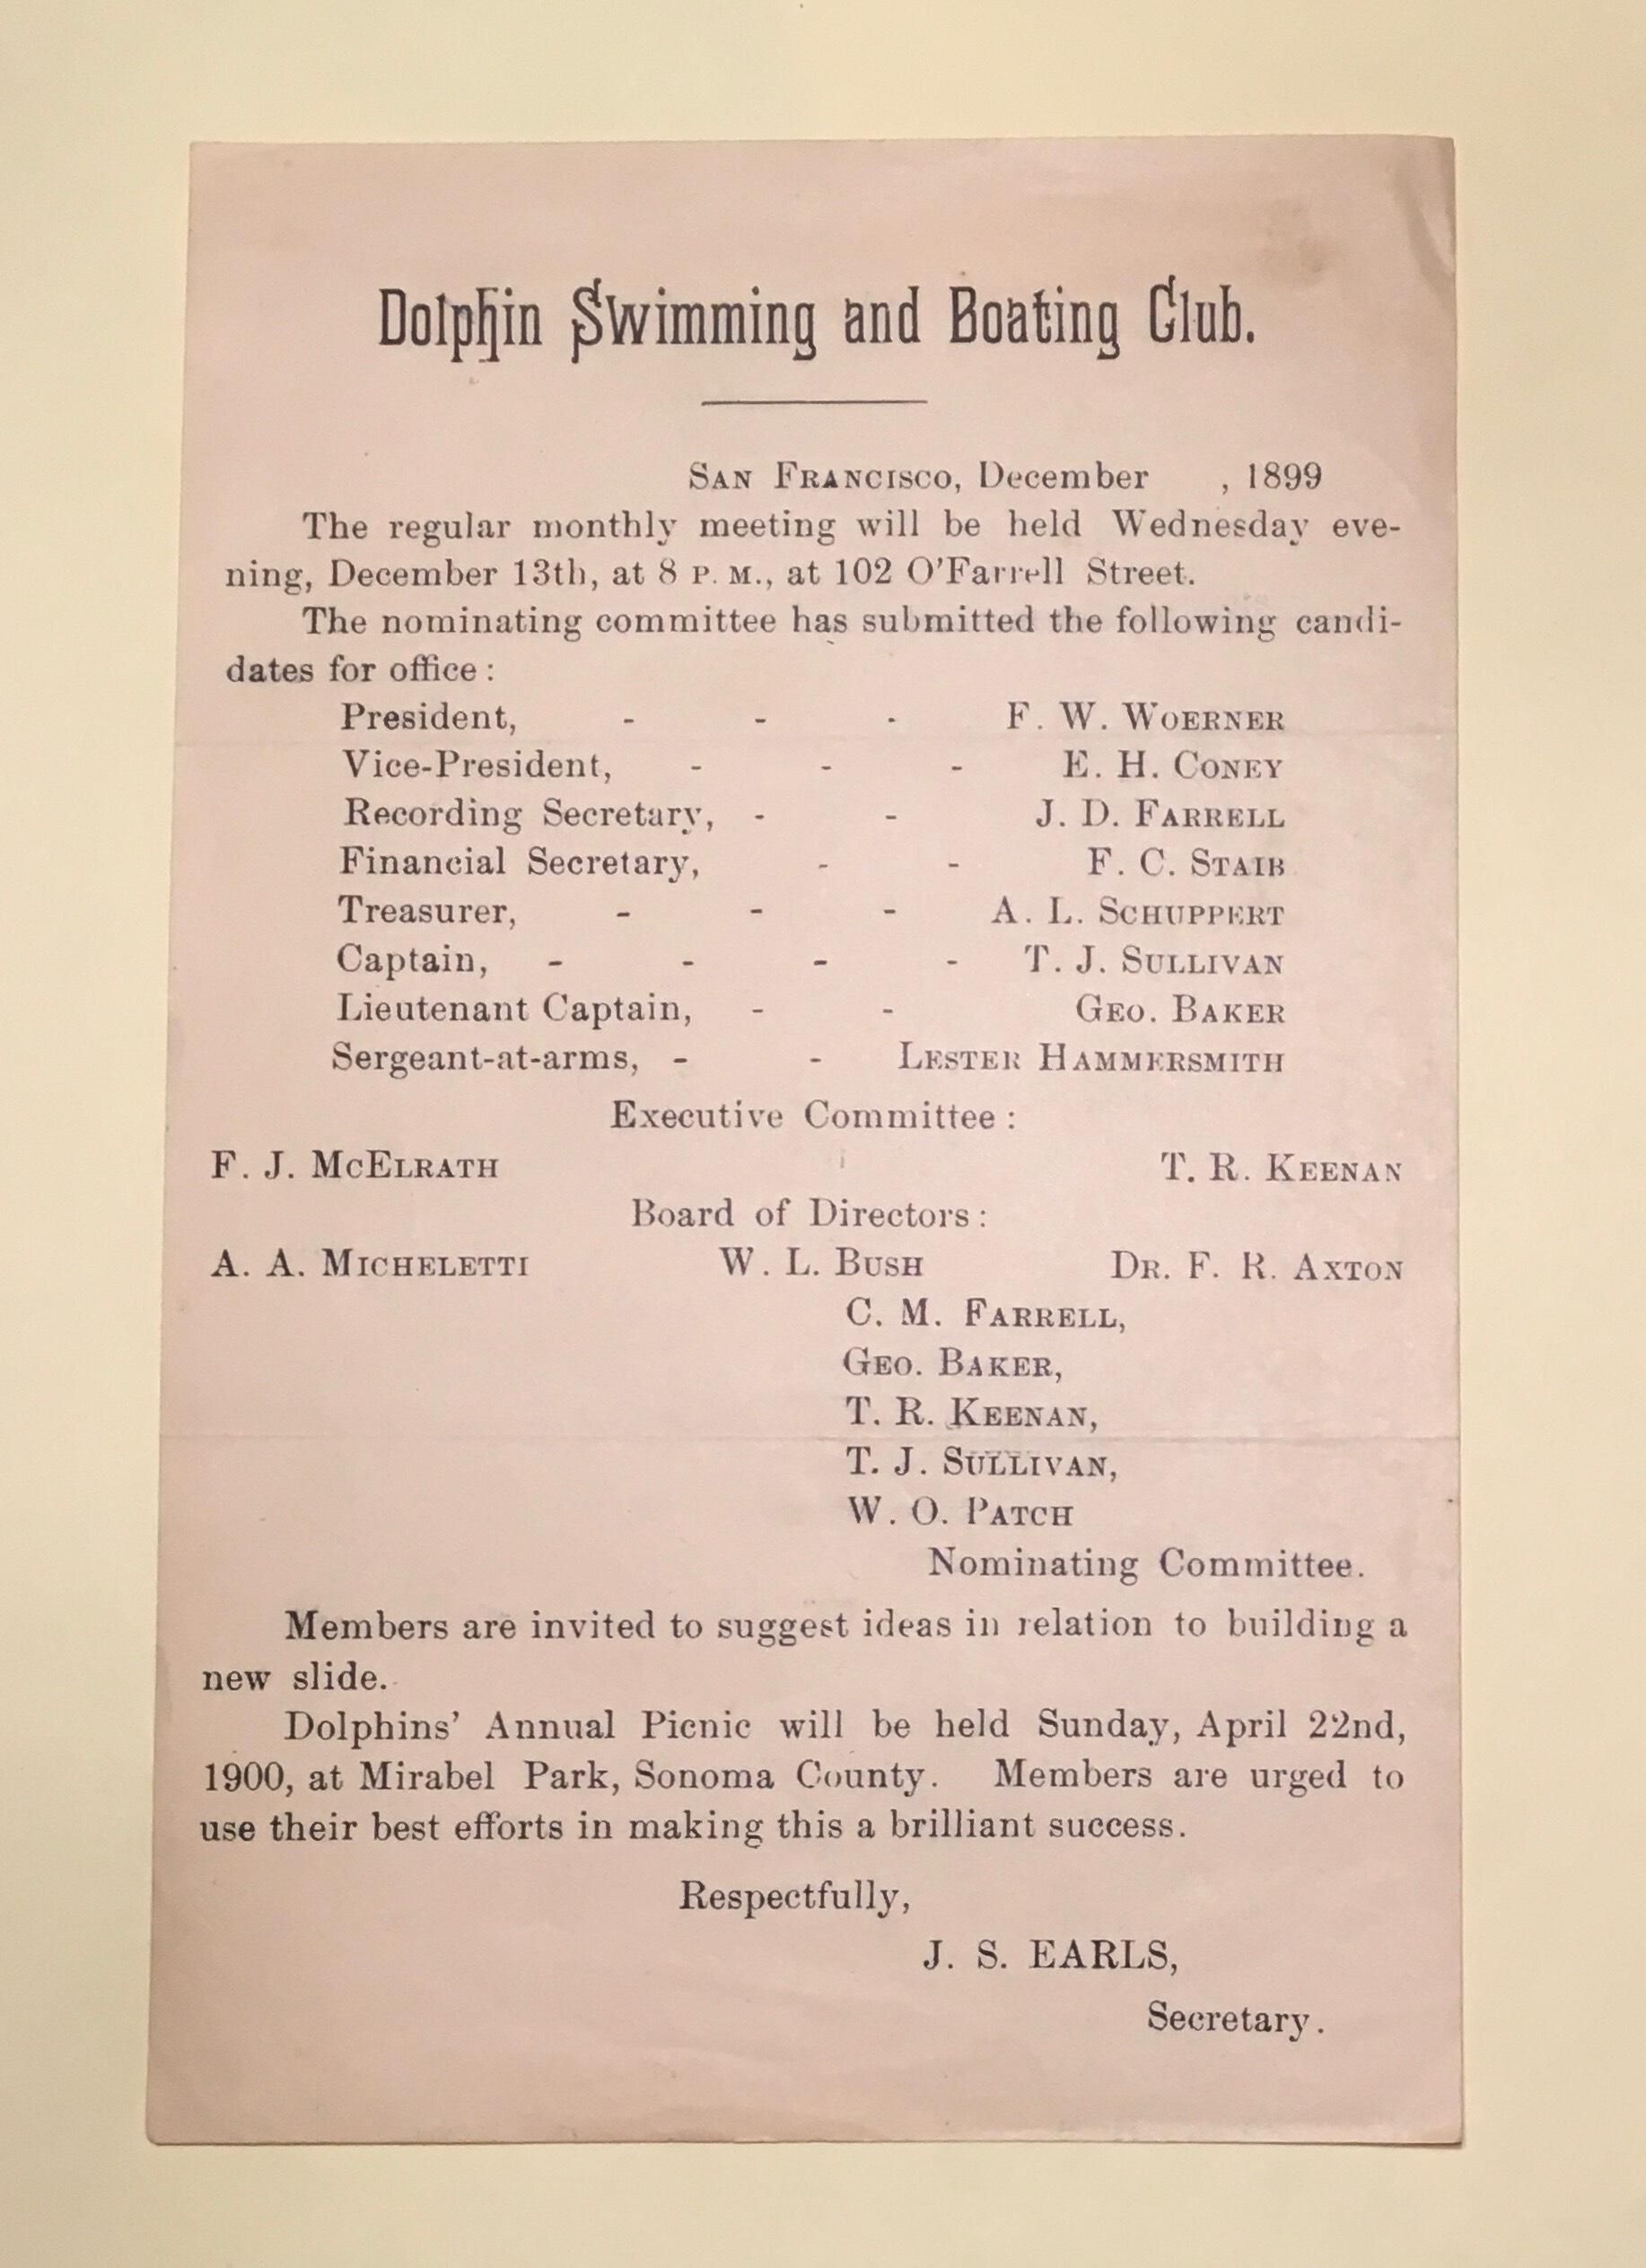 Dolphin Swimming and Boating Club.
San Francisco, December , 1899
The regular monthly meeting will be held Wednesday eve-
ning, December 13th, at 8 P. M., at 102 O'Farrell Street.
The nominating committee has submitted the following candi-
dates for office :
President, - - - F. W. Woerner
Vice-President, - - - E. H. Coney
Recording Secretary, - - J. D. Farrell
Financial Secretary, - - F. C. Staib
Treasurer, - - - A. L. Schuppert
Captain, - - - - T. J. Sullivan
Lieutenant Captain, - - Geo. Baker
Sergeant-at-arms, - - Lester Hammersmith
Executive Committee :
F. J. McElrath T. R. Keenan
Board of Directors :
A. A. Micheletti W. L. Bush Dr. F. R. Axton
C. M. Farrell,
Geo. Baker,
T. R. Keenan,
T. J. Sullivan,
W. O. Patch
Nominating Committee.
Members are invited to suggest ideas in relation to building a
new slide.
Dolphins' Annual Picnic will be held Sunday, April 22nd,
1900, at Mirabel Park, Sonoma County. Members are urged to
use their best efforts in making this a brilliant success.
Respectfully,
J. S. EARLS,
Secretary.